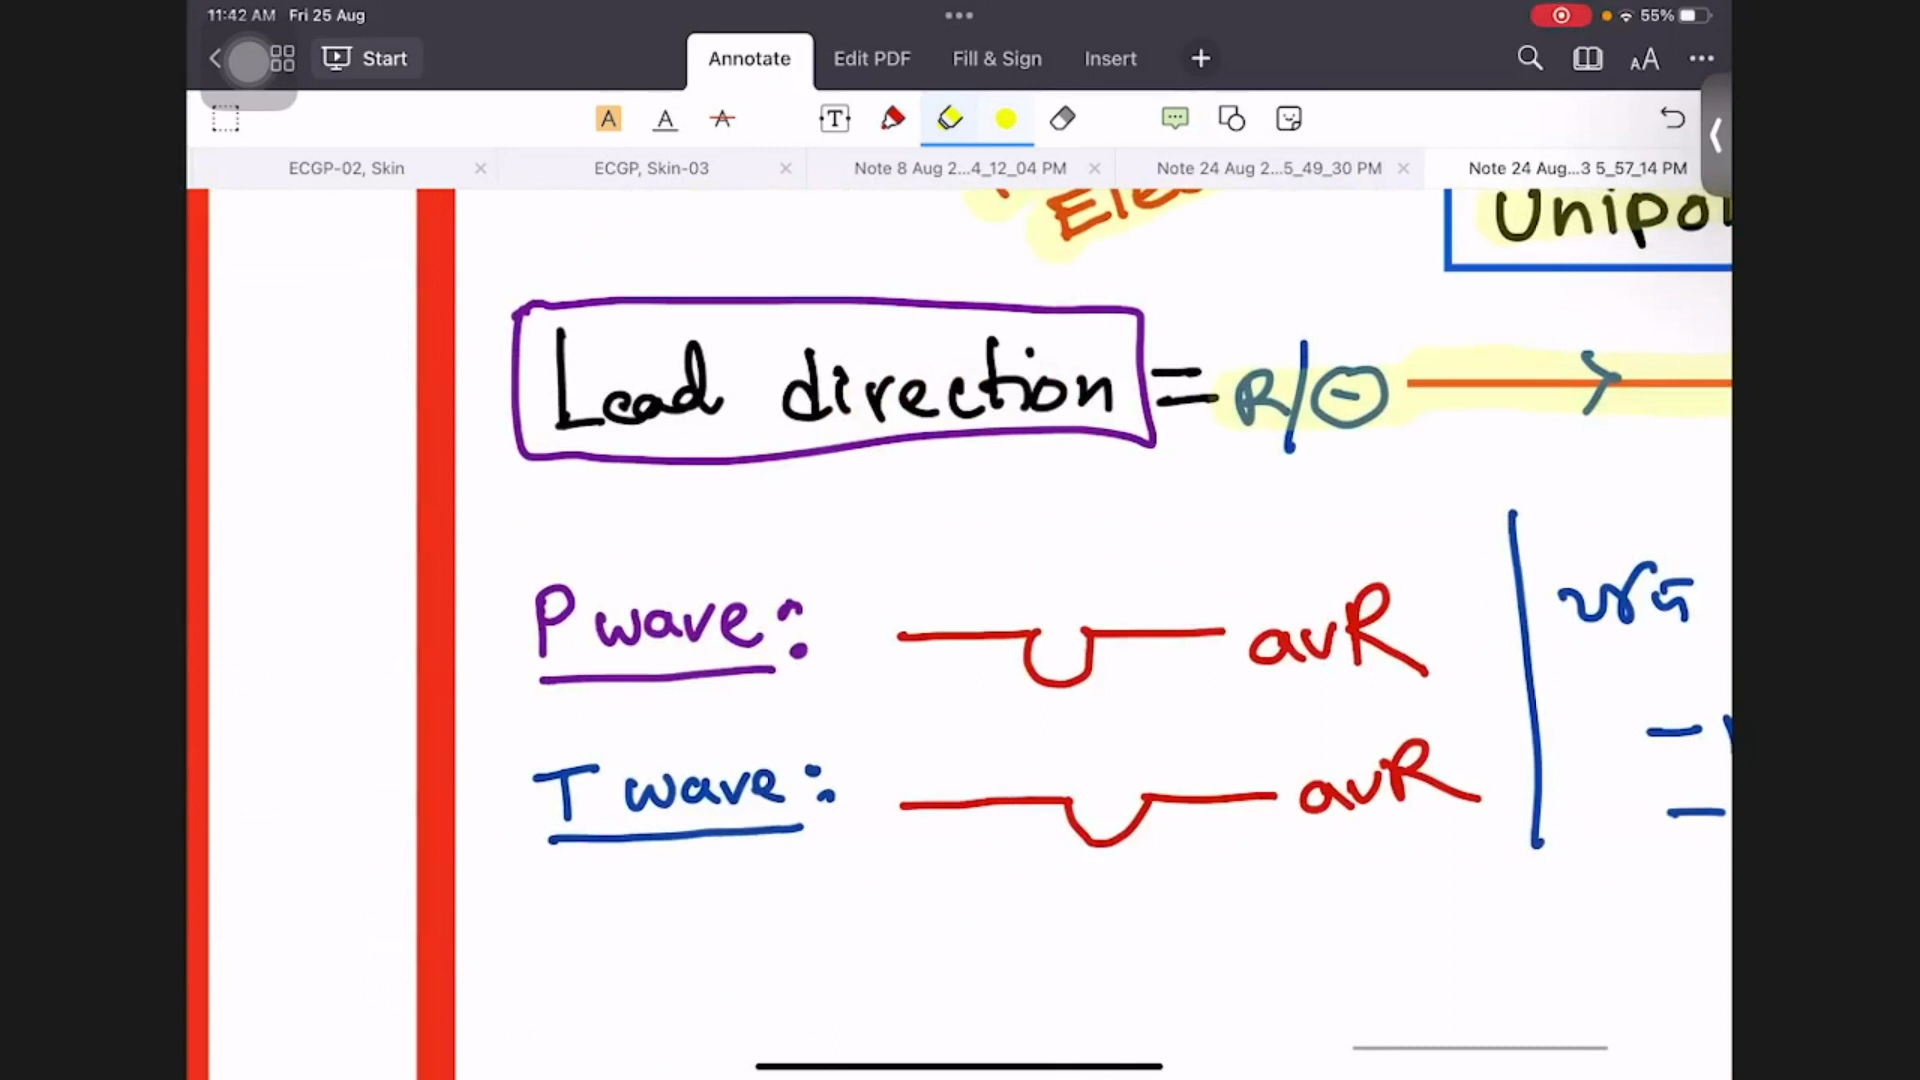 11:42 AM Fri 25 Aug
55%
Start
Annotate Edit PDF Fill & Sign Insert
ECGP-02, Skin
ECGP, Skin-03
Note 8 Aug 2...4_12_04 PM
Note 24 Aug 2...5_49_30 PM
Note 24 Aug...3 5_57_14 PM
Lead direction = R/⊖
P wave: avR
T wave: avR